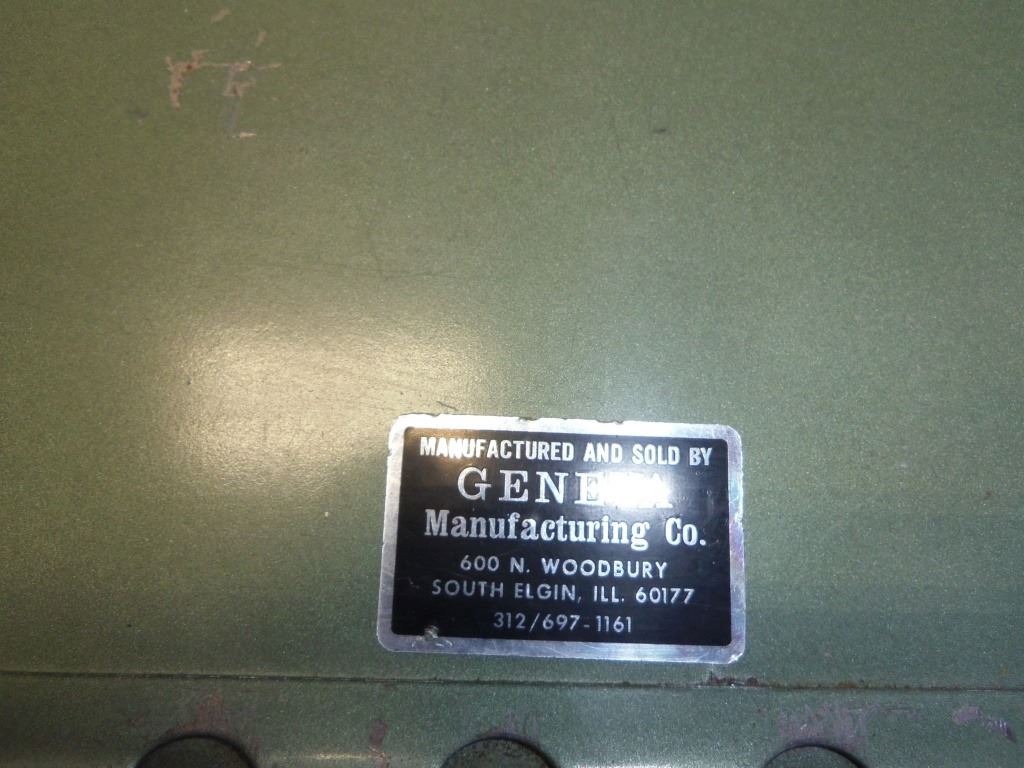 MANUFACTURED AND SOLD BY
Manufacturing Co.
600 N. WOODBURY
SOUTH ELGIN, ILL. 60177
312/697-1161